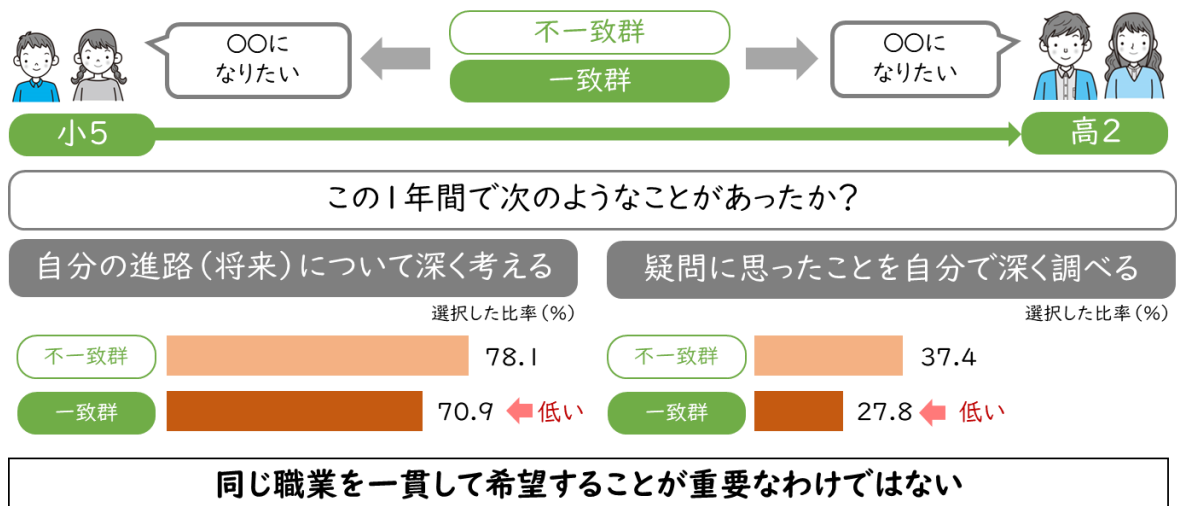 〇〇に
なりたい
不一致群
一致群
〇〇に
なりたい
小5
高2
この1年間で次のようなことがあったか?
自分の進路(将来)について深く考える
選択した比率(%)
不一致群
78.1
一致群
70.9
低い
疑問に思ったことを自分で深く調べる
選択した比率(%)
不一致群
37.4
一致群
27.8
低い
同じ職業を一貫して希望することが重要なわけではない